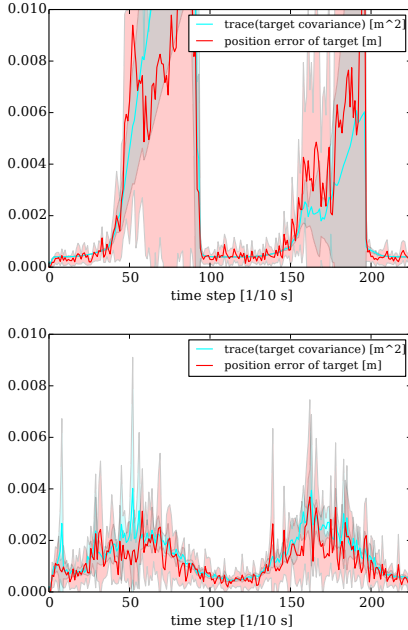 0.010
trace(target covariance) [m^2]
position error of target [m]
0.008
0.006
0.004
0.002
0.000
0 50 100 150 200
time step [1/10 s]
0.010
trace(target covariance) [m^2]
position error of target [m]
0.008
0.006
0.004
0.002
0.000
0 50 100 150 200
time step [1/10 s]